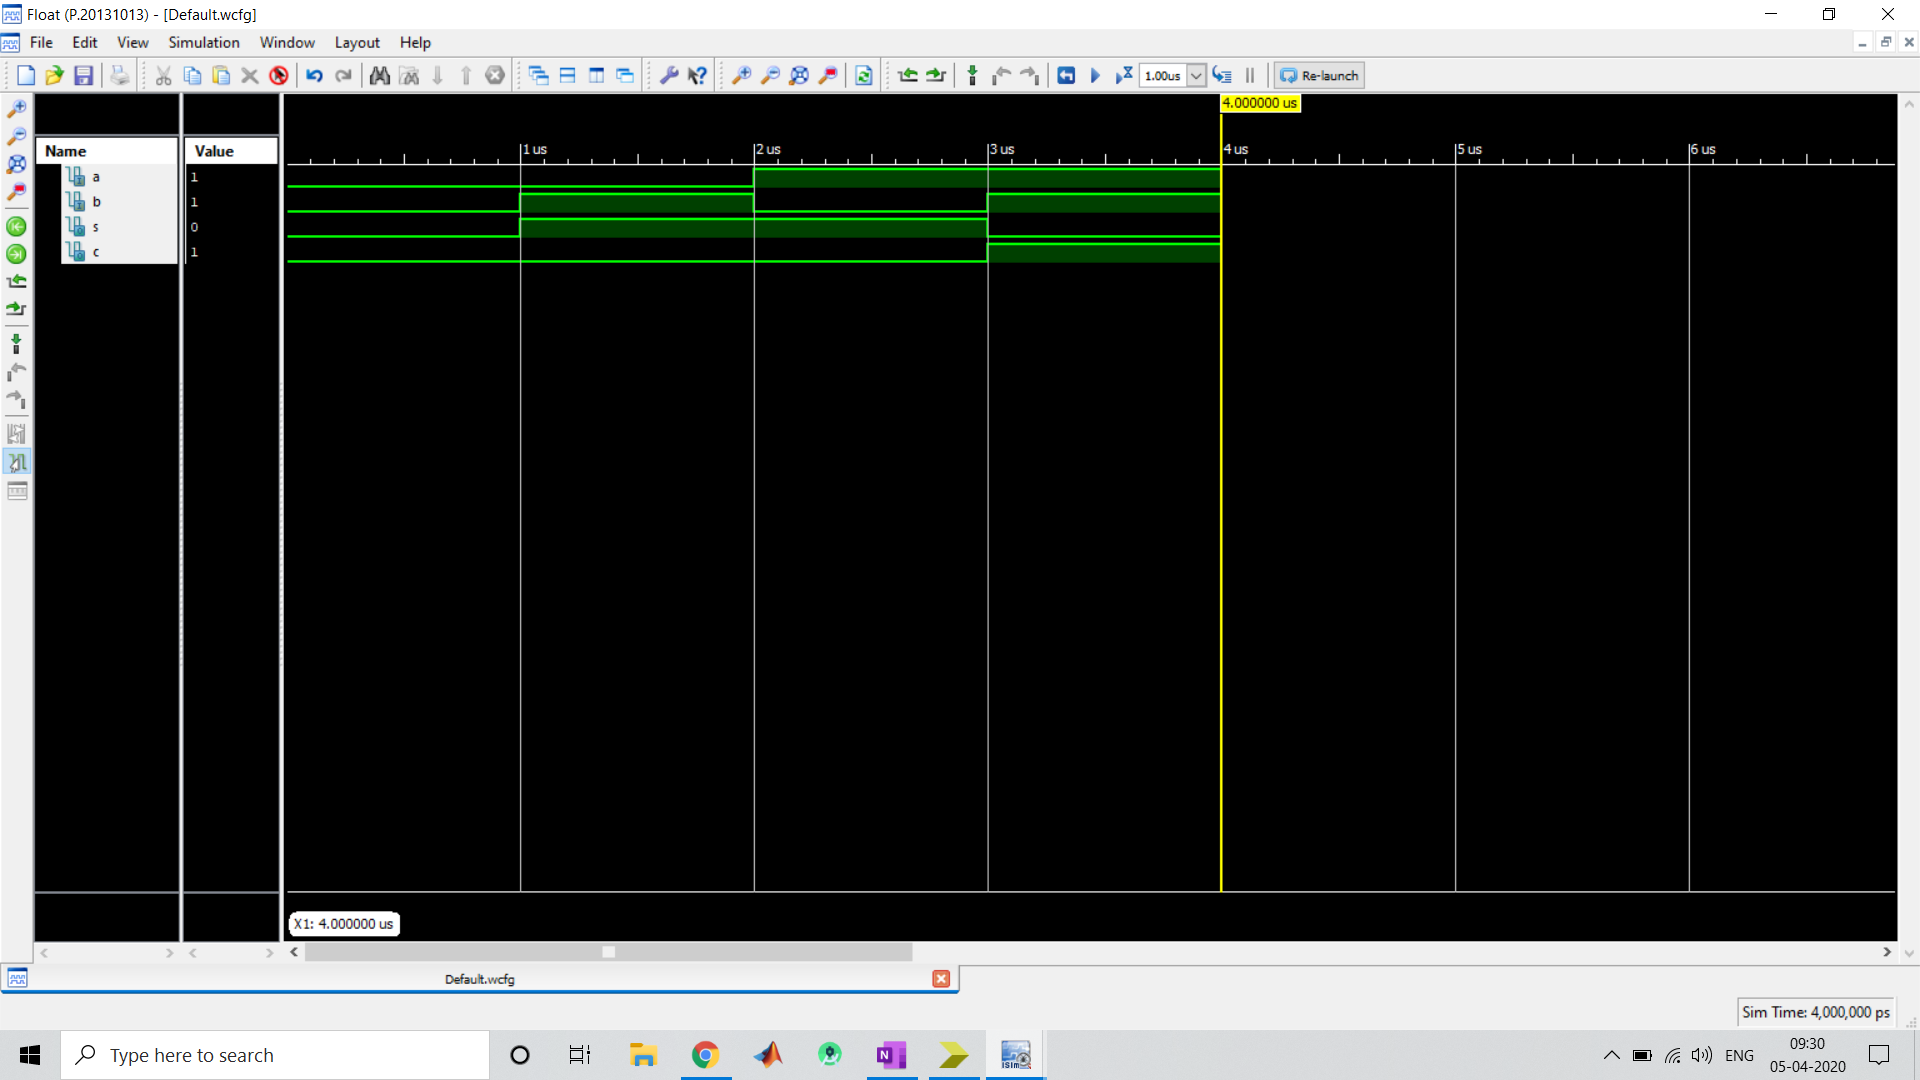 Float (P.20131013) - [Default.wcfg]
File Edit View Simulation Window Layout Help
1.00us Re-launch
4.000000 us
Name Value 1 us 2 us 3 us 4 us 5 us 6 us
a 1
b 1
s 0
c 1
X1: 4.000000 us
Default.wcfg
Sim Time: 4,000,000 ps
Type here to search
N
ISim
ENG
09:30
05-04-2020